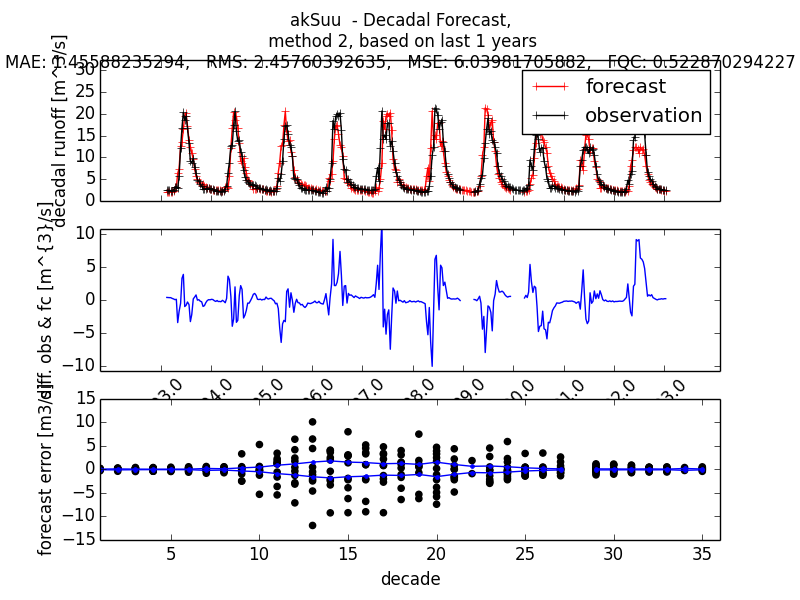 akSuu  - Decadal Forecast,
method 2, based on last 1 years
MAE: 1.45588235294,   RMS: 2.45760392635,   MSE: 6.03981705882,   FQC: 0.522870294227
decadal runoff [m^3/s]
30
25
20
15
10
5
0
forecast
observation
diff. obs & fc [m^{3}/s]
10
5
0
−5
−10
forecast error [m3/s]
15
10
5
0
−5
−10
−15
5 10 15 20 25 30 35
decade